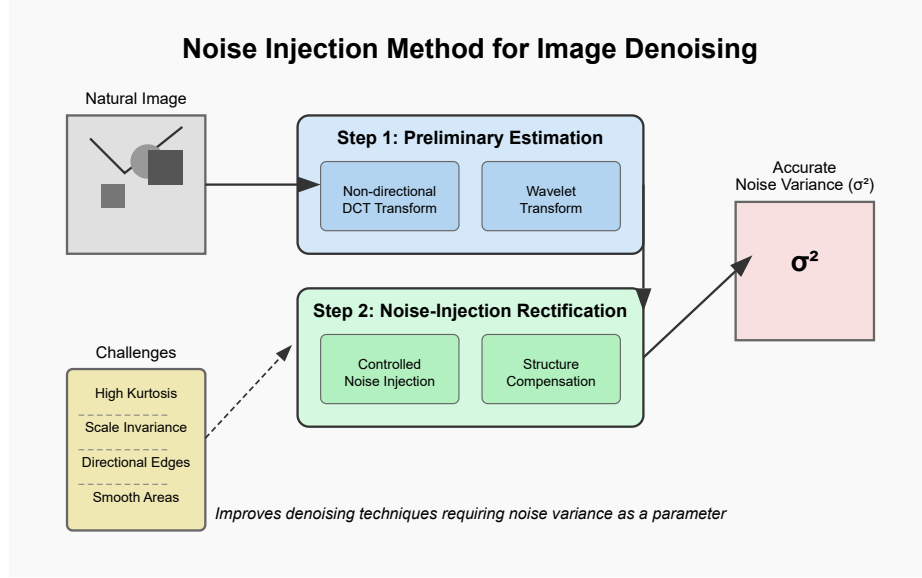 Noise Injection Method for Image Denoising
Natural Image
Step 1: Preliminary Estimation
Non-directional
DCT Transform
Wavelet
Transform
Accurate
Noise Variance (σ²)
σ²
Step 2: Noise-Injection Rectification
Controlled
Noise Injection
Structure
Compensation
Challenges
High Kurtosis
Scale Invariance
Directional Edges
Smooth Areas
Improves denoising techniques requiring noise variance as a parameter